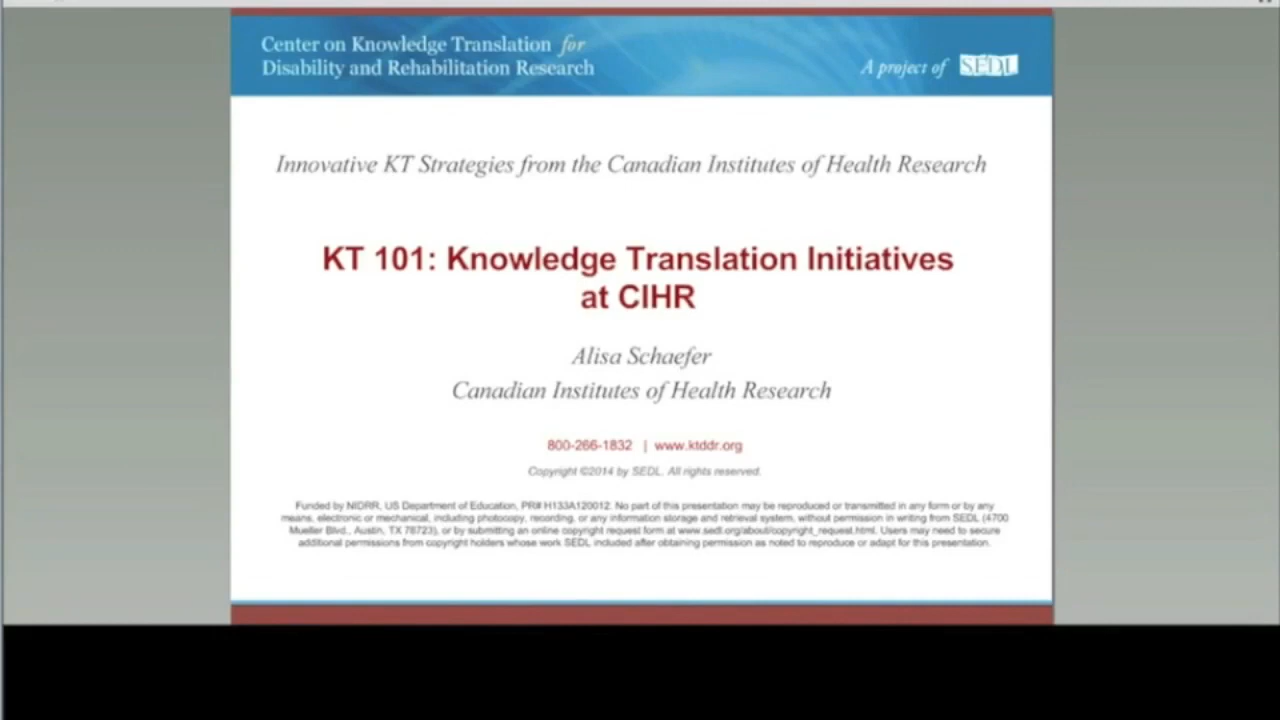 Center on Knowledge Translation for
Disability and Rehabilitation Research
A project of SEDL
Innovative KT Strategies from the Canadian Institutes of Health Research
KT 101: Knowledge Translation Initiatives
at CIHR
Alisa Schaefer
Canadian Institutes of Health Research
800-266-1832 | www.ktddr.org
Copyright ©2014 by SEDL. All rights reserved.
Funded by NIDRR, US Department of Education, PR# H133A120012. No part of this presentation may be reproduced or transmitted in any form or by any
means, electronic or mechanical, including photocopy, recording, or any information storage and retrieval system, without permission in writing from SEDL (4700
Mueller Blvd., Austin, TX 78723), or by submitting an online copyright request form at www.sedl.org/about/copyright_request.html. Users may need to secure
additional permissions from copyright holders whose work SEDL included after obtaining permission as noted to reproduce or adapt for this presentation.